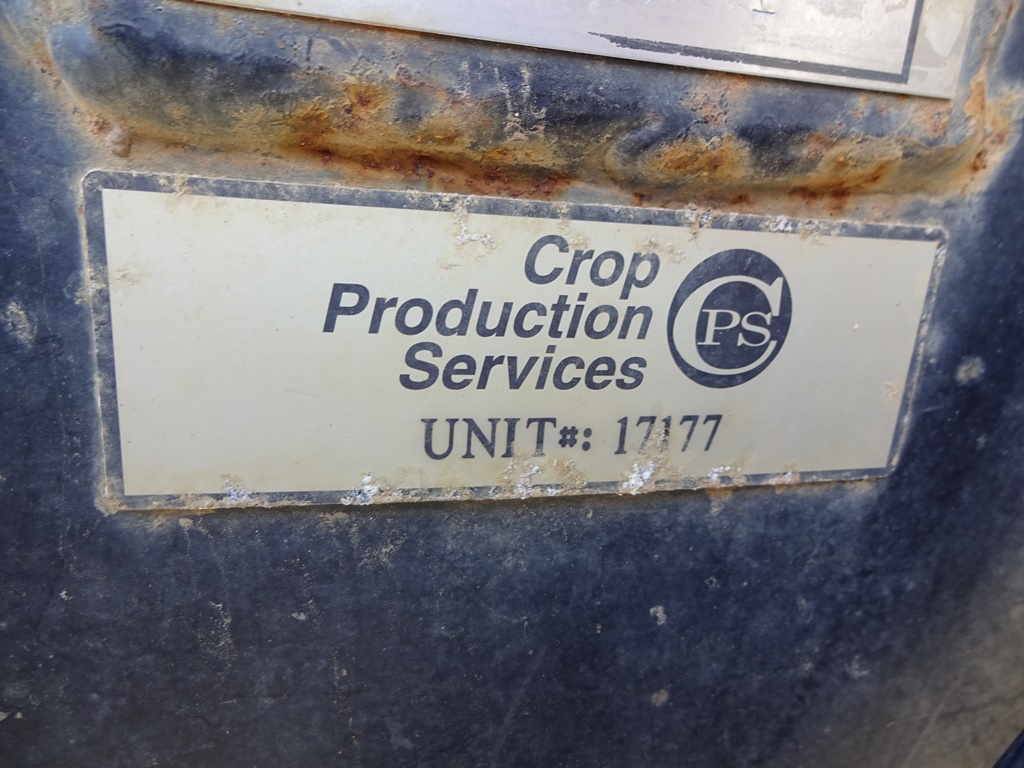 Crop
Production
Services
CPS
UNIT#: 17177